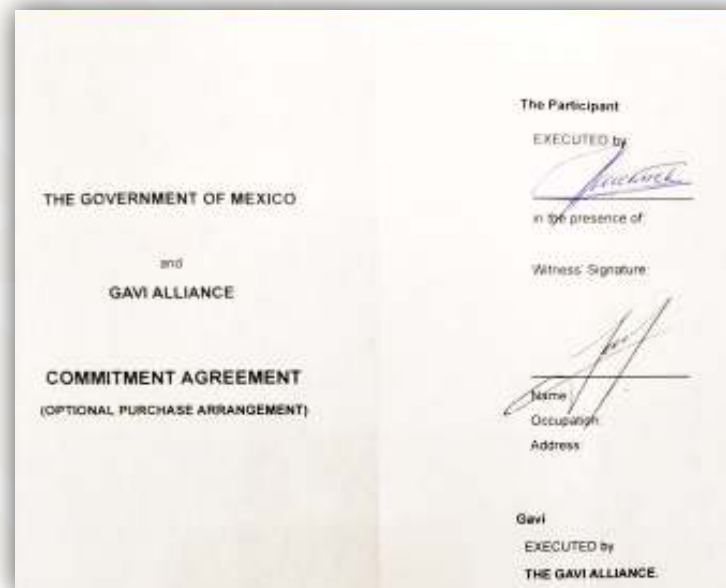 THE GOVERNMENT OF MEXICO
and
GAVI ALLIANCE
COMMITMENT AGREEMENT
(OPTIONAL PURCHASE ARRANGEMENT)
The Participant
EXECUTED by
in the presence of:
Witness' Signature:
Name
Occupation:
Address
Gavi
EXECUTED by
THE GAVI ALLIANCE